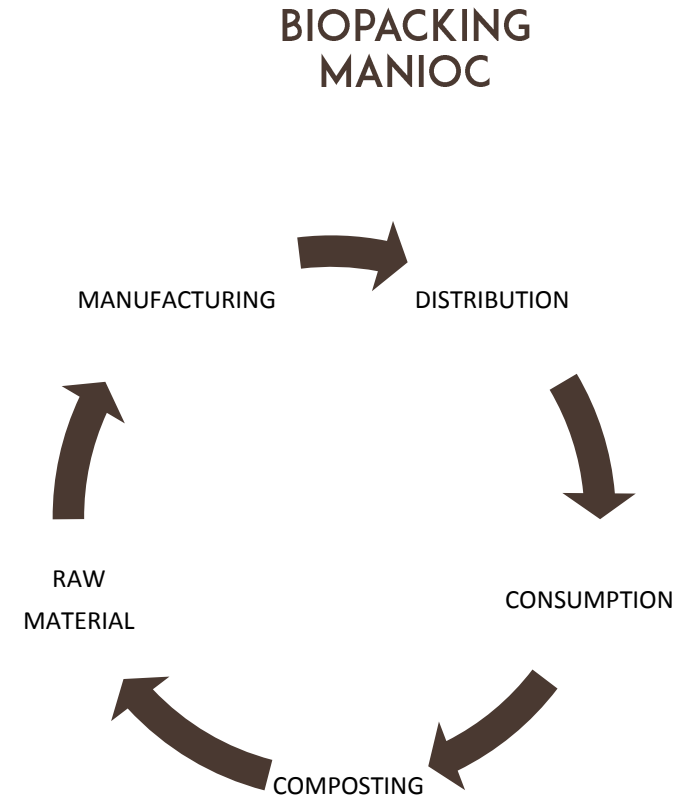 BIOPACKING
MANIOC
MANUFACTURING
DISTRIBUTION
RAW
MATERIAL
CONSUMPTION
COMPOSTING